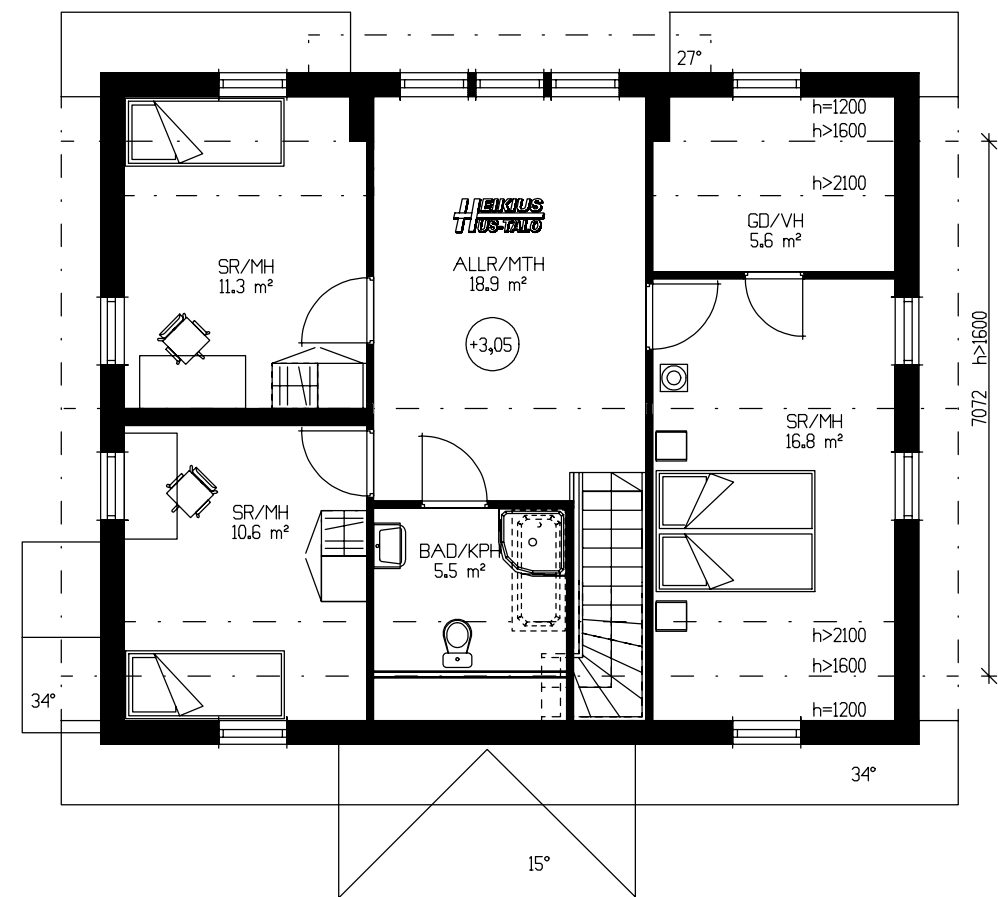 27°
h=1200
h>1600
h>2100
HEIKIUS
HUS-TALO
GD/VH
5.6 m²
SR/MH
11.3 m²
ALLR/MTH
18.9 m²
+3,05
7072 h>1600
SR/MH
16.8 m²
SR/MH
10.6 m²
BAD/KPH
5.5 m²
h>2100
h>1600
h=1200
34°
34°
15°